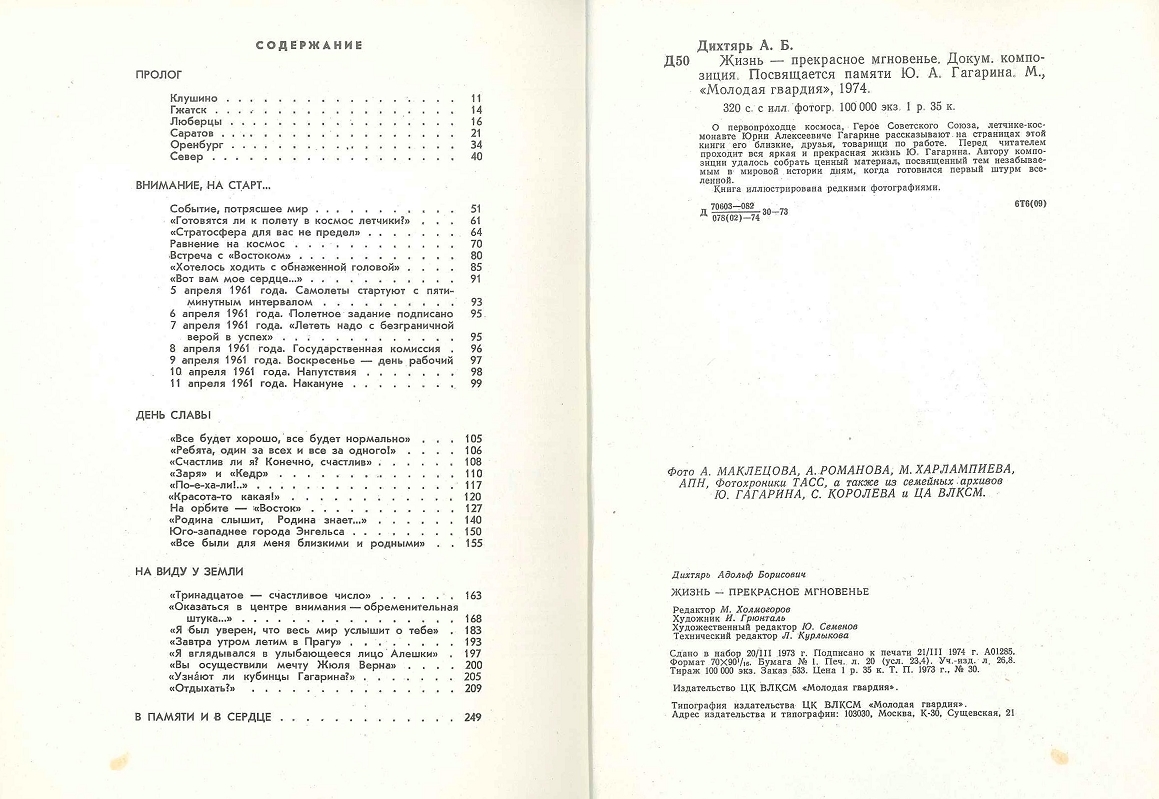 СОДЕРЖАНИЕ
ПРОЛОГ
Клушино . . . . . . . . . . . . . . . . . 11
Гжатск . . . . . . . . . . . . . . . . . 14
Люберцы . . . . . . . . . . . . . . . . 16
Саратов . . . . . . . . . . . . . . . . . 21
Оренбург . . . . . . . . . . . . . . . . 34
Север . . . . . . . . . . . . . . . . . 40
ВНИМАНИЕ, НА СТАРТ...
Событие, потрясшее мир . . . . . . . . . . . 51
«Готовятся ли к полету в космос летчики?» . . . 61
«Стратосфера для вас не предел» . . . . . . . 64
Равнение на космос . . . . . . . . . . . . 70
Встреча с «Востоком» . . . . . . . . . . . . 80
«Хотелось ходить с обнаженной головой» . . . . 85
«Вот вам мое сердце...» . . . . . . . . . . . 91
5 апреля 1961 года. Самолеты стартуют с пяти-
минутным интервалом . . . . . . . . . . 93
6 апреля 1961 года. Полетное задание подписано 95
7 апреля 1961 года. «Лететь надо с безграничной
верой в успех» . . . . . . . . . . . . . 95
8 апреля 1961 года. Государственная комиссия . 96
9 апреля 1961 года. Воскресенье — день рабочий 97
10 апреля 1961 года. Напутствия . . . . . . . 98
11 апреля 1961 года. Накануне . . . . . . . . 99
ДЕНЬ СЛАВЫ
«Все будет хорошо, все будет нормально» . . . 105
«Ребята, один за всех и все за одного!» . . . . 106
«Счастлив ли я? Конечно, счастлив» . . . . . . 108
«Заря» и «Кедр» . . . . . . . . . . . . . . 110
«По-е-ха-ли!..» . . . . . . . . . . . . . . . 117
«Красота-то какая!» . . . . . . . . . . . . . 120
На орбите — «Восток» . . . . . . . . . . . 127
«Родина слышит, Родина знает...» . . . . . . . 140
Юго-западнее города Энгельса . . . . . . . . 150
«Все были для меня близкими и родными» . . 155
НА ВИДУ У ЗЕМЛИ
«Тринадцатое — счастливое число» . . . . . . 163
«Оказаться в центре внимания — обременительная
штука...» . . . . . . . . . . . . . . . . 168
«Я был уверен, что весь мир услышит о тебе» . 183
«Завтра утром летим в Прагу» . . . . . . . . 193
«Я вглядывался в улыбающееся лицо Алешки» . 197
«Вы осуществили мечту Жюля Верна» . . . . 200
«Узнают ли кубинцы Гагарина?» . . . . . . . . 205
«Отдыхать?» . . . . . . . . . . . . . . . 209
В ПАМЯТИ И В СЕРДЦЕ . . . . . . . . . . . . . 249
Дихтярь А. Б.
Д50 Жизнь — прекрасное мгновенье. Докум. компо-
зиция. Посвящается памяти Ю. А. Гагарина. М.,
«Молодая гвардия», 1974.
320 с. с илл. фотогр. 100 000 экз. 1 р. 35 к.
О первопроходце космоса, Герое Советского Союза, летчике-кос-
монавте Юрии Алексеевиче Гагарине рассказывают на страницах этой
книги его близкие, друзья, товарищи по работе. Перед читателем
проходит вся яркая и прекрасная жизнь Ю. Гагарина. Автору компо-
зиции удалось собрать ценный материал, посвященный тем незабывае-
мым в мировой истории дням, когда готовился первый штурм все-
ленной.
Книга иллюстрирована редкими фотографиями.
Д 70603—082 / 078(02)—74 30—73 6Т6(09)
Фото А. МАКЛЕЦОВА, А. РОМАНОВА, М. ХАРЛАМПИЕВА,
АПН, Фотохроники ТАСС, а также из семейных архивов
Ю. ГАГАРИНА, С. КОРОЛЕВА и ЦА ВЛКСМ.
Дихтярь Адольф Борисович
ЖИЗНЬ — ПРЕКРАСНОЕ МГНОВЕНЬЕ
Редактор М. Холмогоров
Художник И. Грюнталь
Художественный редактор Ю. Семенов
Технический редактор Л. Курлыкова
Сдано в набор 20/III 1973 г. Подписано к печати 21/III 1974 г. А01285.
Формат 70×90¹/₁₆. Бумага № 1. Печ. л. 20 (усл. 23,4). Уч.-изд. л. 26,8.
Тираж 100 000 экз. Заказ 533. Цена 1 р. 35 к. Т. П. 1973 г., № 30.
Издательство ЦК ВЛКСМ «Молодая гвардия».
Типография издательства ЦК ВЛКСМ «Молодая гвардия».
Адрес издательства и типографии: 103030, Москва, К-30, Сущевская, 21